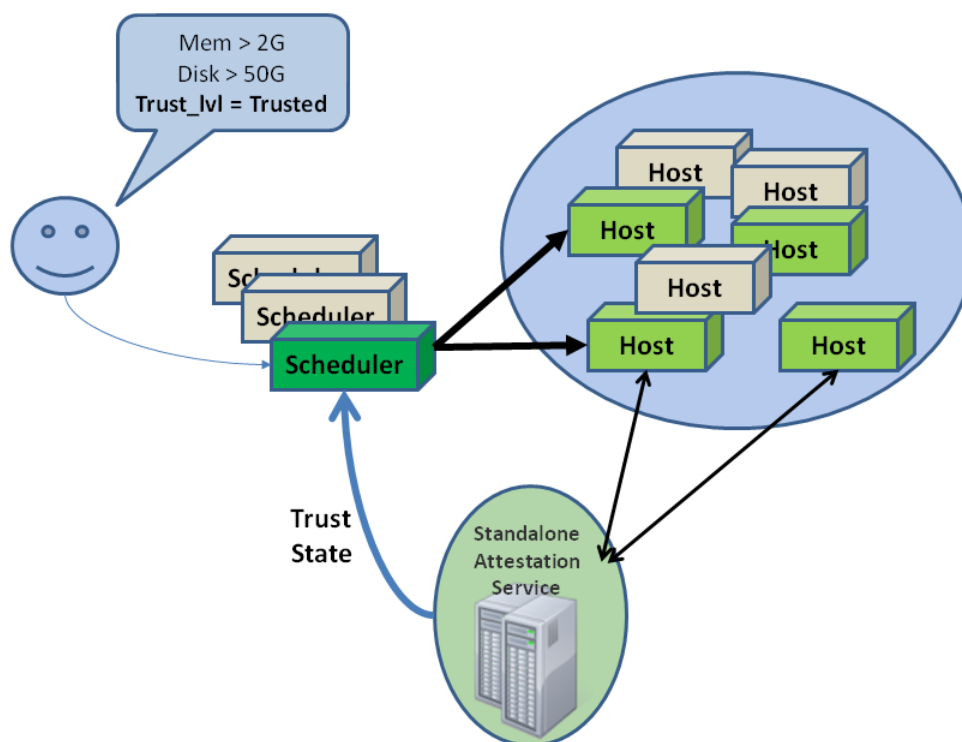 Mem > 2G
Disk > 50G
Trust_lvl = Trusted
Host
Host
Host
Host
Host
Scheduler
Scheduler
Scheduler
Host
Host
Trust
State
Standalone
Attestation
Service